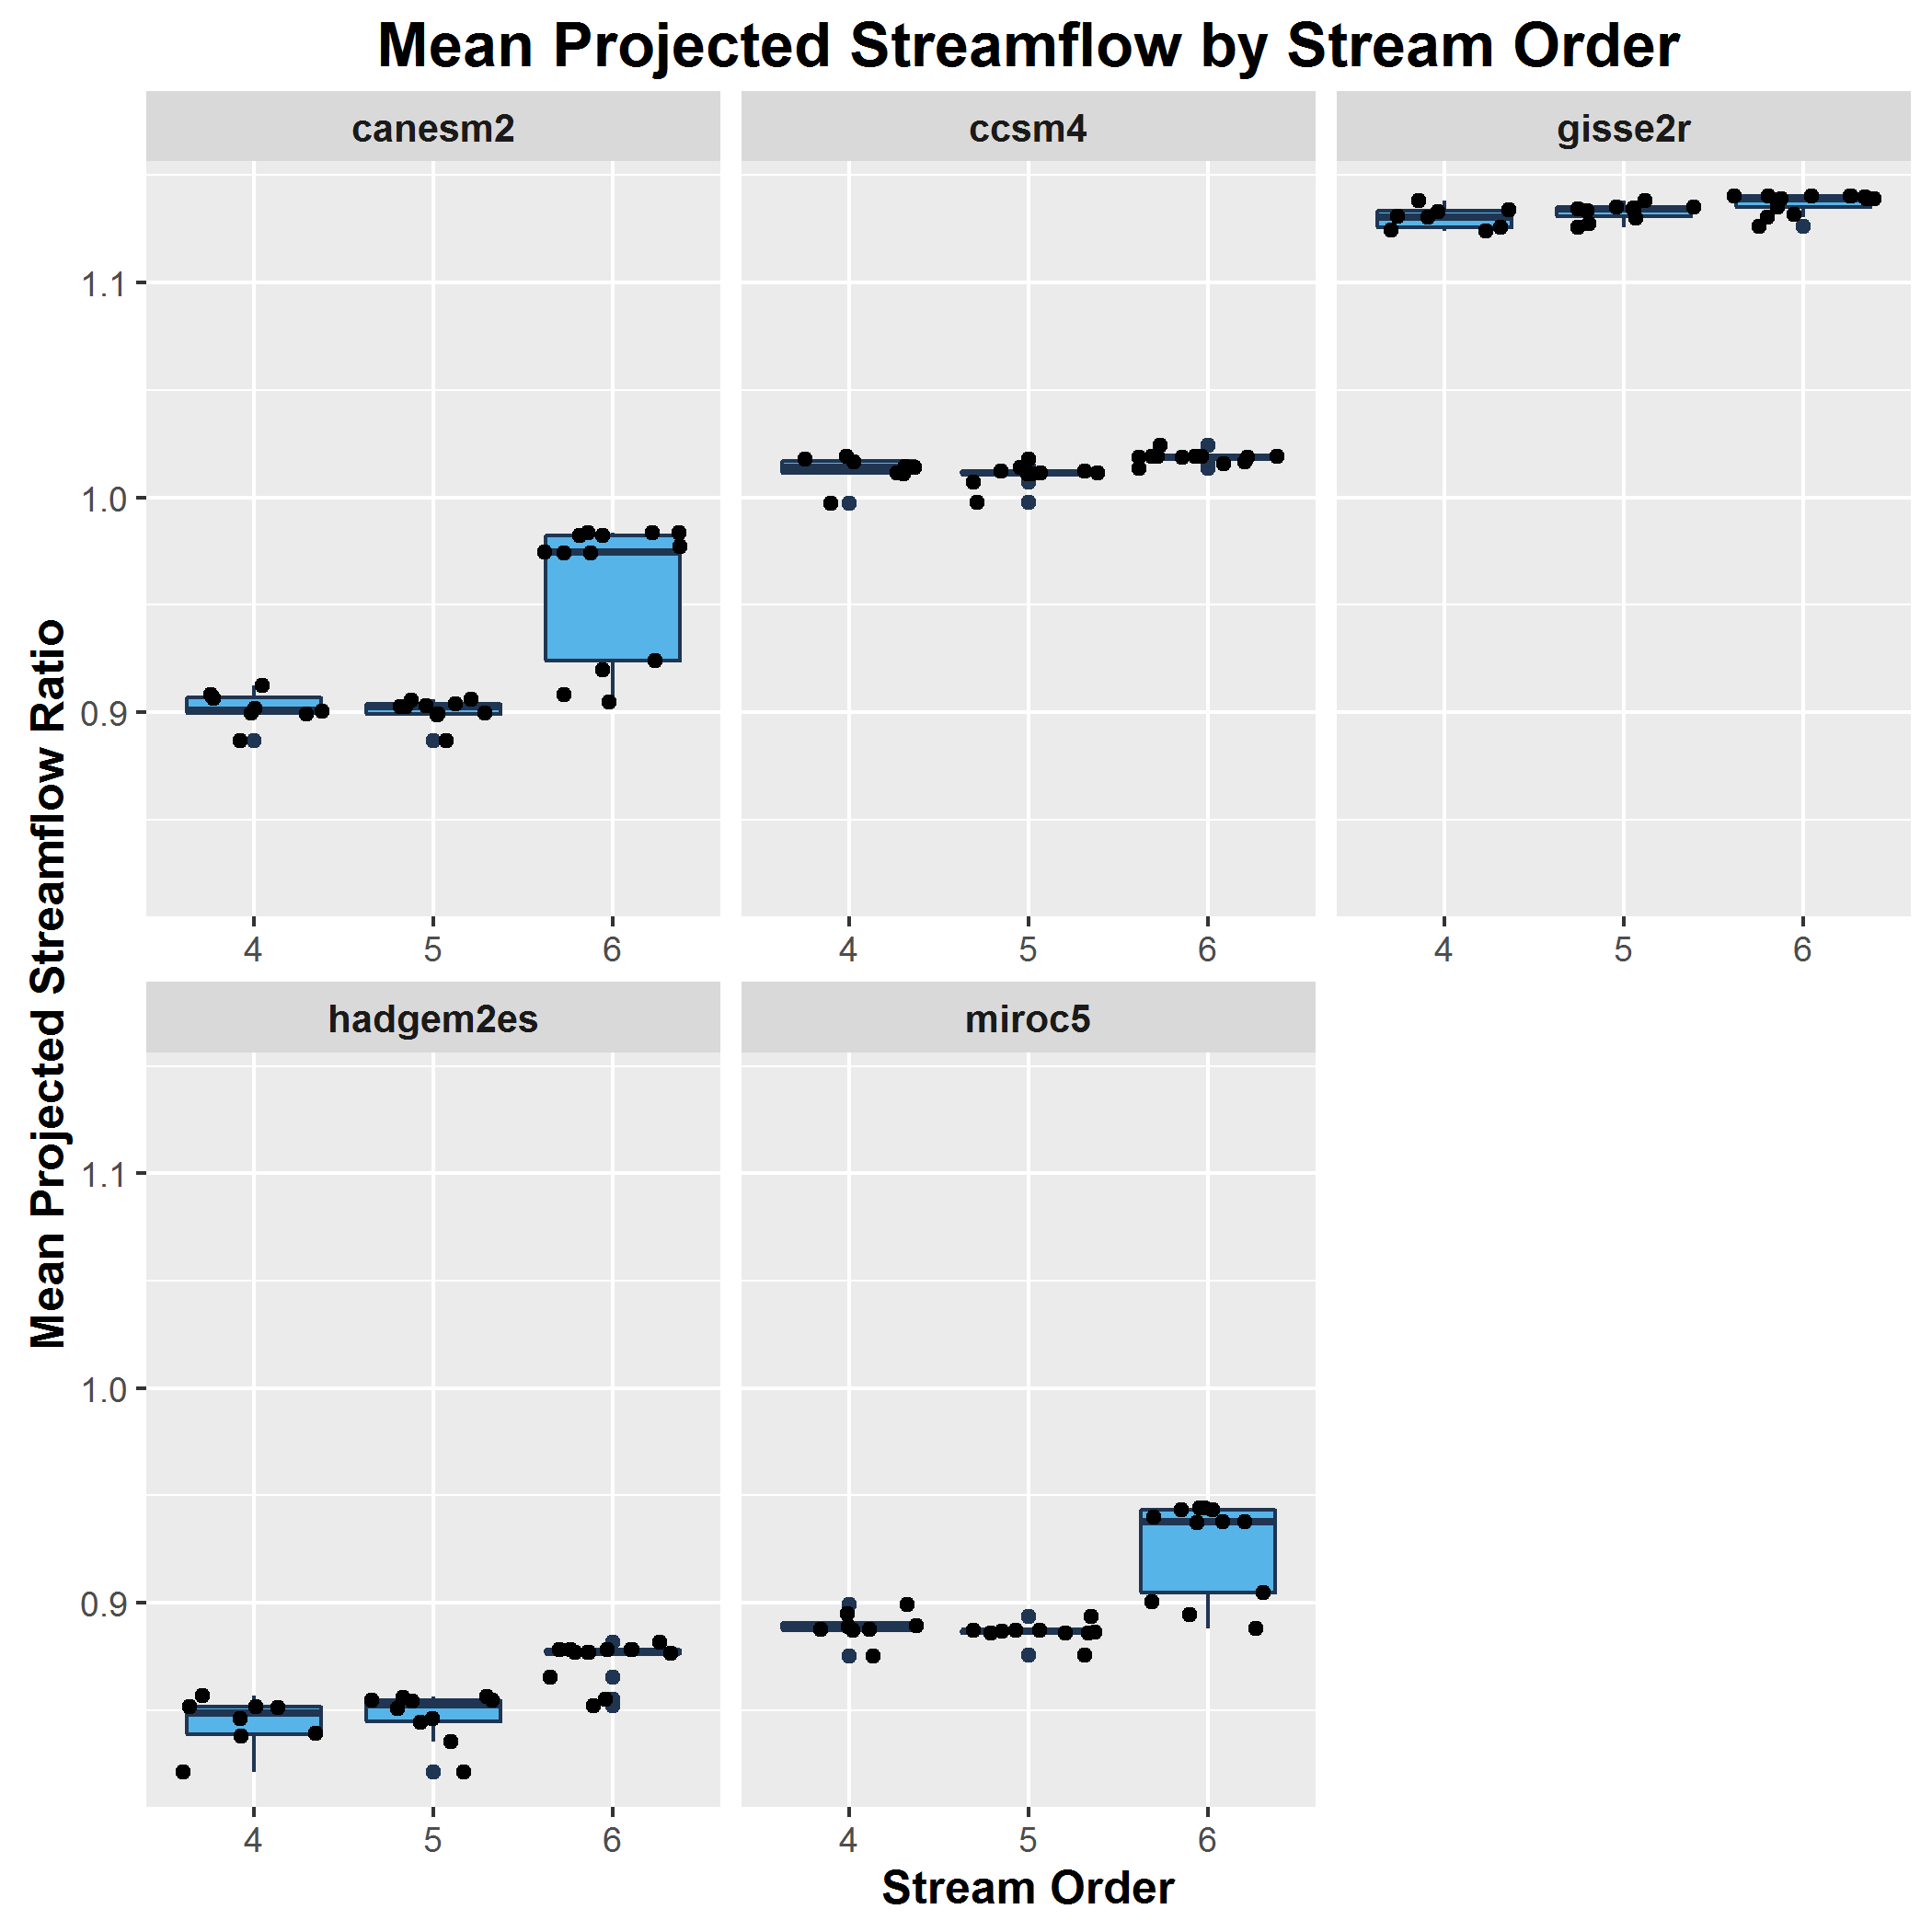 Mean Projected Streamflow by Stream Order
canesm2
ccsm4
gisse2r
1.1
1.0
0.9
4 5 6
4 5 6
4 5 6
Mean Projected Streamflow Ratio
hadgem2es
miroc5
1.1
1.0
0.9
4 5 6
4 5 6
Stream Order